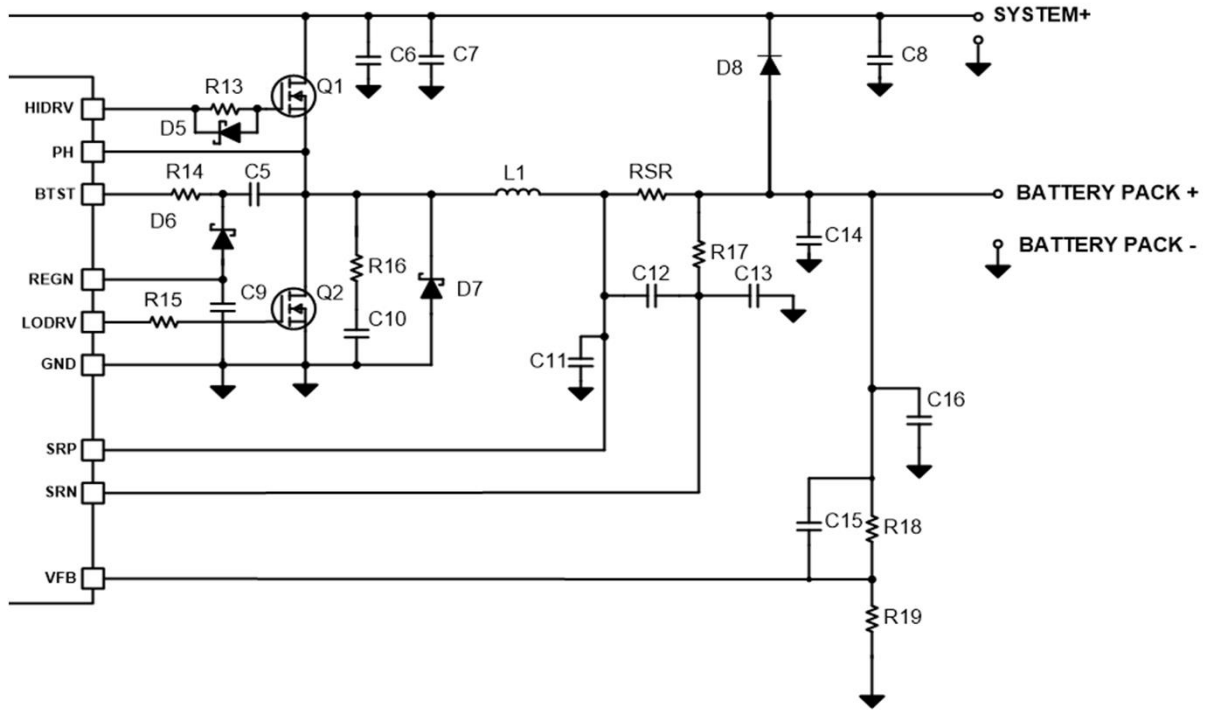 SYSTEM+
C6
C7
D8
C8
R13
Q1
HIDRV
D5
PH
R14
C5
L1
RSR
BTST
BATTERY PACK +
D6
C14
R17
BATTERY PACK -
R16
C12
C13
REGN
D7
R15
C9
Q2
LODRV
C10
GND
C11
C16
SRP
SRN
C15
R18
VFB
R19